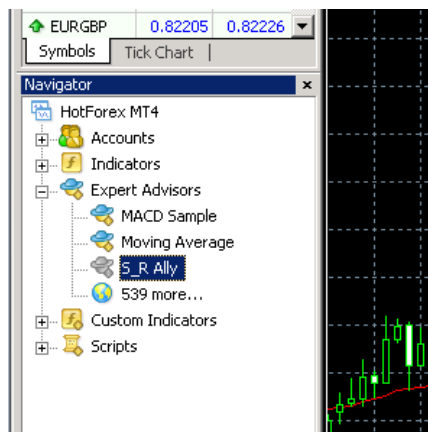 EURGBP 0.82205 0.82226
Symbols Tick Chart
Navigator
HotForex MT4
Accounts
Indicators
Expert Advisors
MACD Sample
Moving Average
S_R Ally
539 more...
Custom Indicators
Scripts